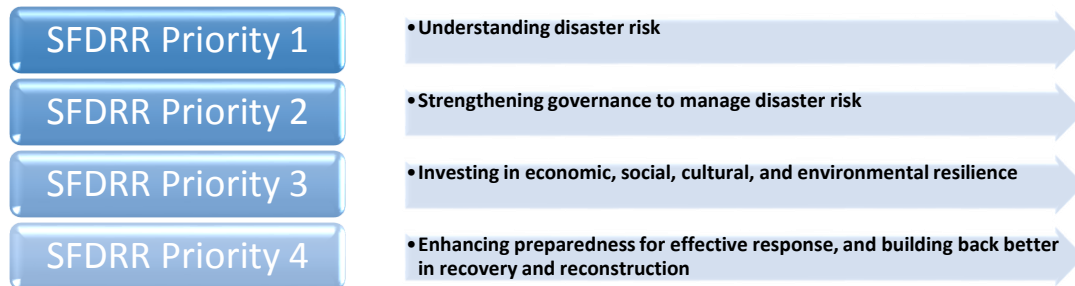 SFDRR Priority 1
•Understanding disaster risk
SFDRR Priority 2
•Strengthening governance to manage disaster risk
SFDRR Priority 3
•Investing in economic, social, cultural, and environmental resilience
SFDRR Priority 4
•Enhancing preparedness for effective response, and building back better
in recovery and reconstruction